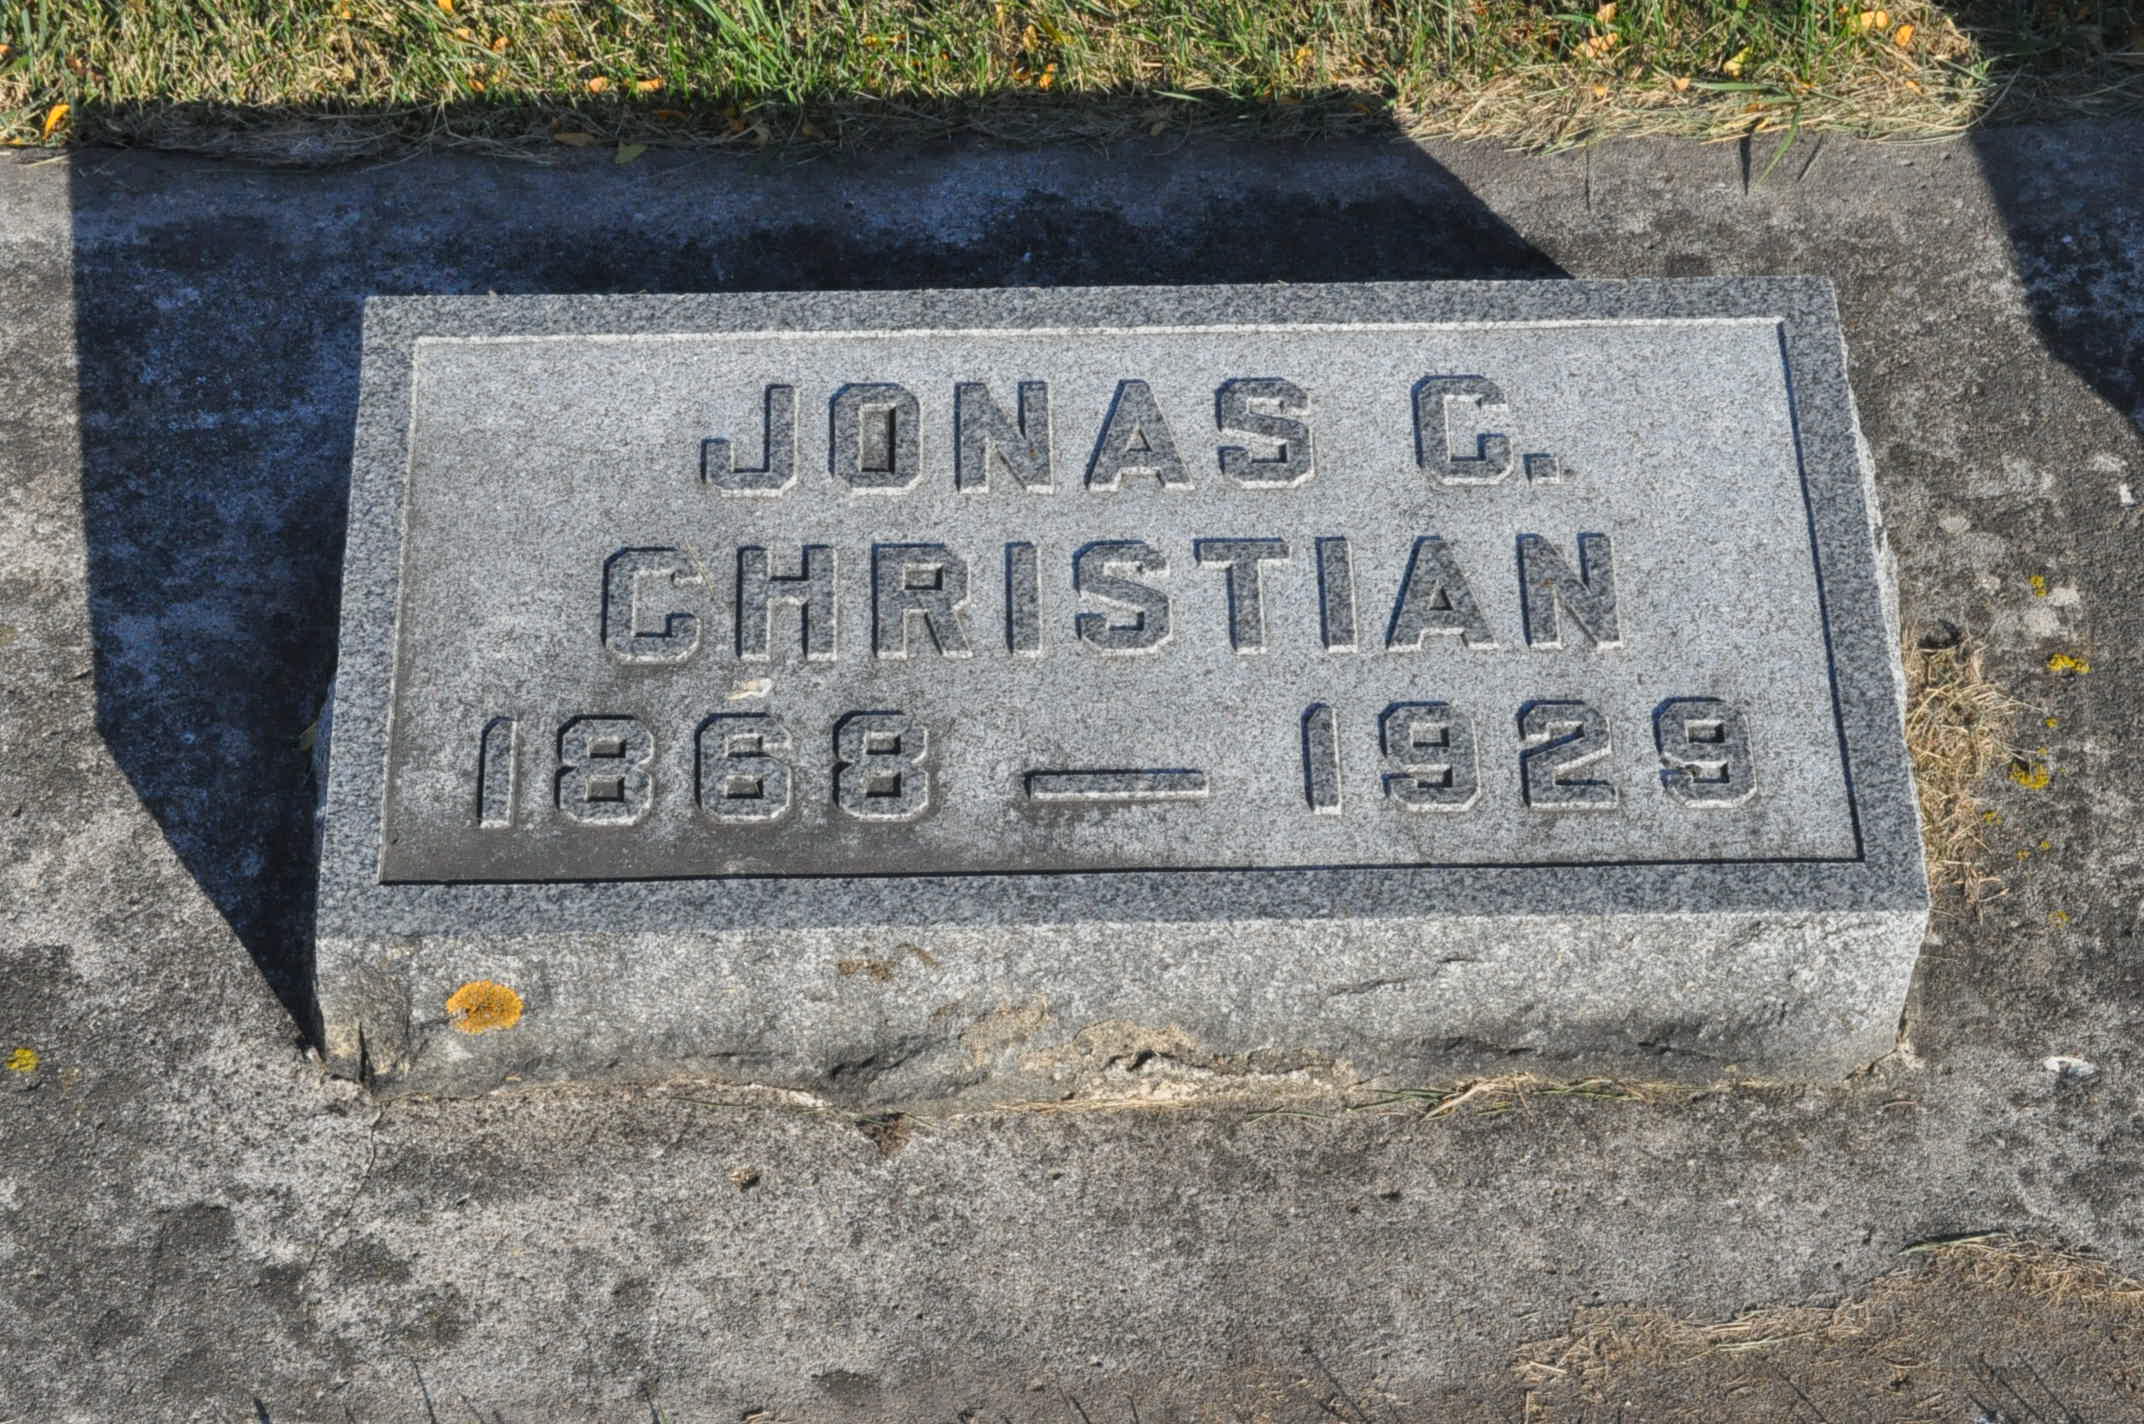 JONAS C.
CHRISTIAN
1868 — 1929